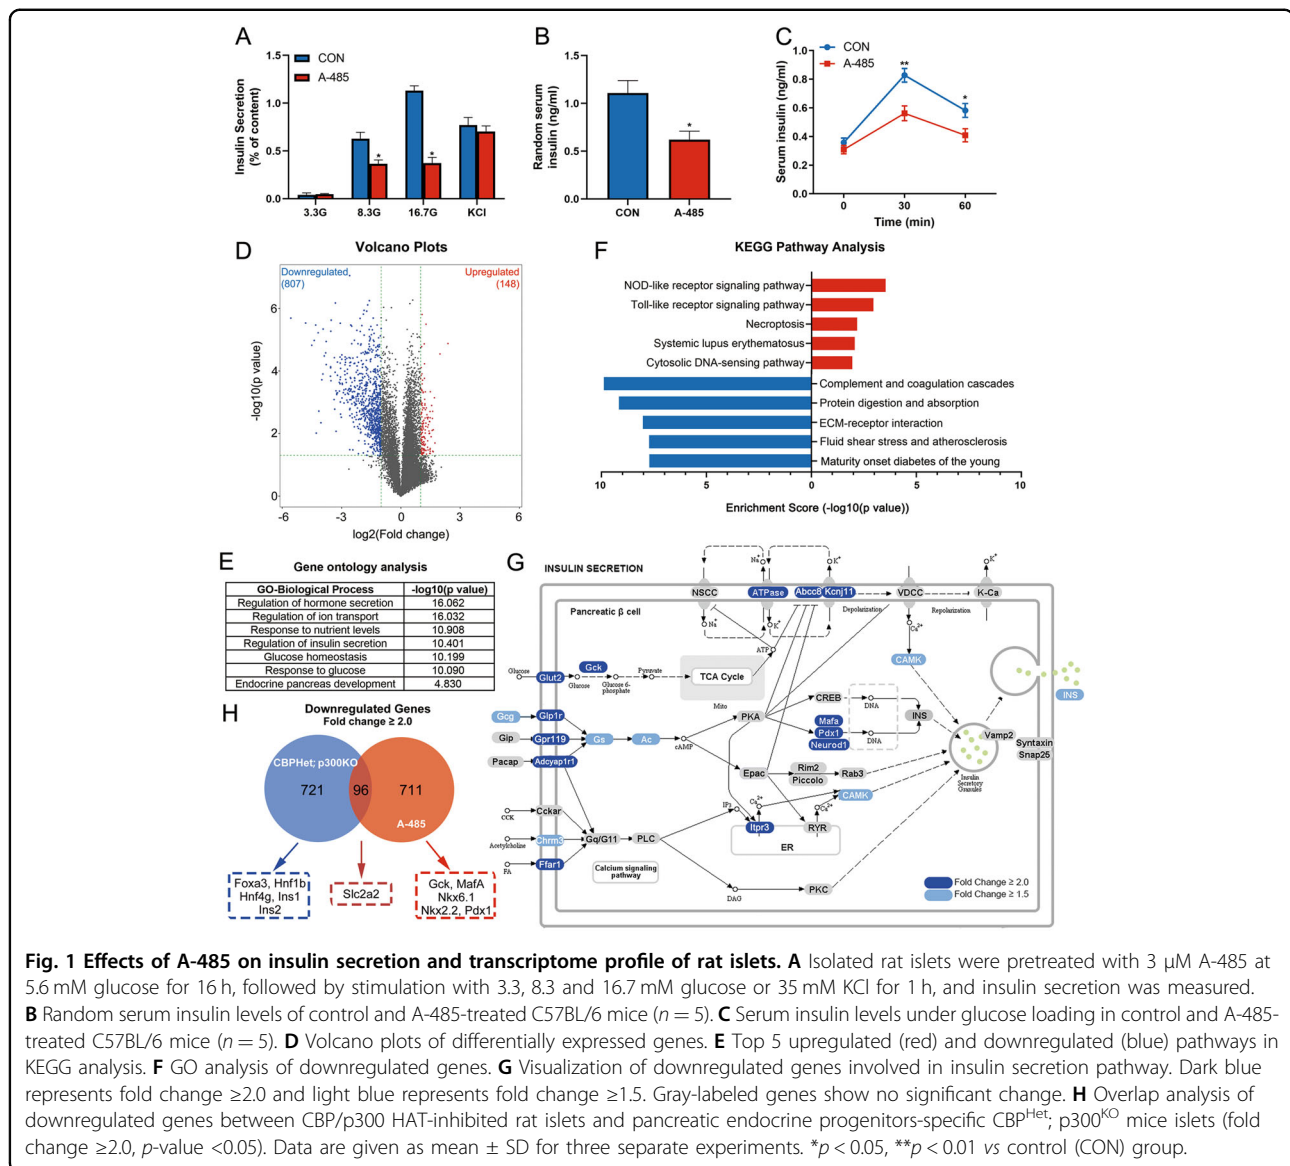 A
1.5
1.0
0.5
0.0
Insulin Secretion
(% of content)
CON
A-485
*
*
3.3G
8.3G
16.7G
KCl
B
1.5
1.0
0.5
0.0
Random serum
insulin (ng/ml)
*
CON
A-485
C
CON
A-485
1.0
0.8
0.6
0.4
0.2
0.0
Serum insulin (ng/ml)
**
*
0
30
60
Time (min)
D
Volcano Plots
Downregulated
(807)
Upregulated
(148)
6
4
2
0
-log10(p value)
-6
-3
0
3
6
log2(Fold change)
F
KEGG Pathway Analysis
NOD-like receptor signaling pathway
Toll-like receptor signaling pathway
Necroptosis
Systemic lupus erythematosus
Cytosolic DNA-sensing pathway
Complement and coagulation cascades
Protein digestion and absorption
ECM-receptor interaction
Fluid shear stress and atherosclerosis
Maturity onset diabetes of the young
10
5
0
5
10
Enrichment Score (-log10(p value))
E
Gene ontology analysis
GO-Biological Process -log10(p value)
Regulation of hormone secretion 16.062
Regulation of ion transport 16.032
Response to nutrient levels 10.908
Regulation of insulin secretion 10.401
Glucose homeostasis 10.199
Response to glucose 10.090
Endocrine pancreas development 4.830
G
INSULIN SECRETION
Pancreatic β cell
Na+
K+
K+
NSCC
ATPase
Abcc8
Kcnj11
VDCC
K-Ca
Depolarization
Repolarization
Na+
K+
Ca2+
ATP
CAMK
Glucose
Glut2
Gck
Glucose
Glucose 6-
phosphate
Pyruvate
TCA Cycle
Mito
INS
Gcg
Glp1r
Gip
Gpr119
Pacap
Adcyap1r1
Gs
Ac
cAMP
PKA
CREB
DNA
Mafa
Pdx1
Neurod1
DNA
INS
Vamp2
Syntaxin
Snap25
Epac
Rim2
Piccolo
Rab3
Insulin
Secretory
Granules
CAMK
Ca2+
Ca2+
IP3
Itpr3
RYR
ER
CCK
Cckar
Acetylcholine
Chrm3
FA
Ffar1
Gq/G11
PLC
Calcium signaling
pathway
DAG
PKC
Fold Change ≥ 2.0
Fold Change ≥ 1.5
H
Downregulated Genes
Fold change ≥ 2.0
CBPHet; p300KO
721
96
711
A-485
Foxa3, Hnf1b
Hnf4g, Ins1
Ins2
Slc2a2
Gck, MafA
Nkx6.1
Nkx2.2, Pdx1
Fig. 1 Effects of A-485 on insulin secretion and transcriptome profile of rat islets. A Isolated rat islets were pretreated with 3 μM A-485 at
5.6 mM glucose for 16 h, followed by stimulation with 3.3, 8.3 and 16.7 mM glucose or 35 mM KCl for 1 h, and insulin secretion was measured.
B Random serum insulin levels of control and A-485-treated C57BL/6 mice (n = 5). C Serum insulin levels under glucose loading in control and A-485-
treated C57BL/6 mice (n = 5). D Volcano plots of differentially expressed genes. E Top 5 upregulated (red) and downregulated (blue) pathways in
KEGG analysis. F GO analysis of downregulated genes. G Visualization of downregulated genes involved in insulin secretion pathway. Dark blue
represents fold change ≥2.0 and light blue represents fold change ≥1.5. Gray-labeled genes show no significant change. H Overlap analysis of
downregulated genes between CBP/p300 HAT-inhibited rat islets and pancreatic endocrine progenitors-specific CBPHet; p300KO mice islets (fold
change ≥2.0, p-value <0.05). Data are given as mean ± SD for three separate experiments. *p < 0.05, **p < 0.01 vs control (CON) group.